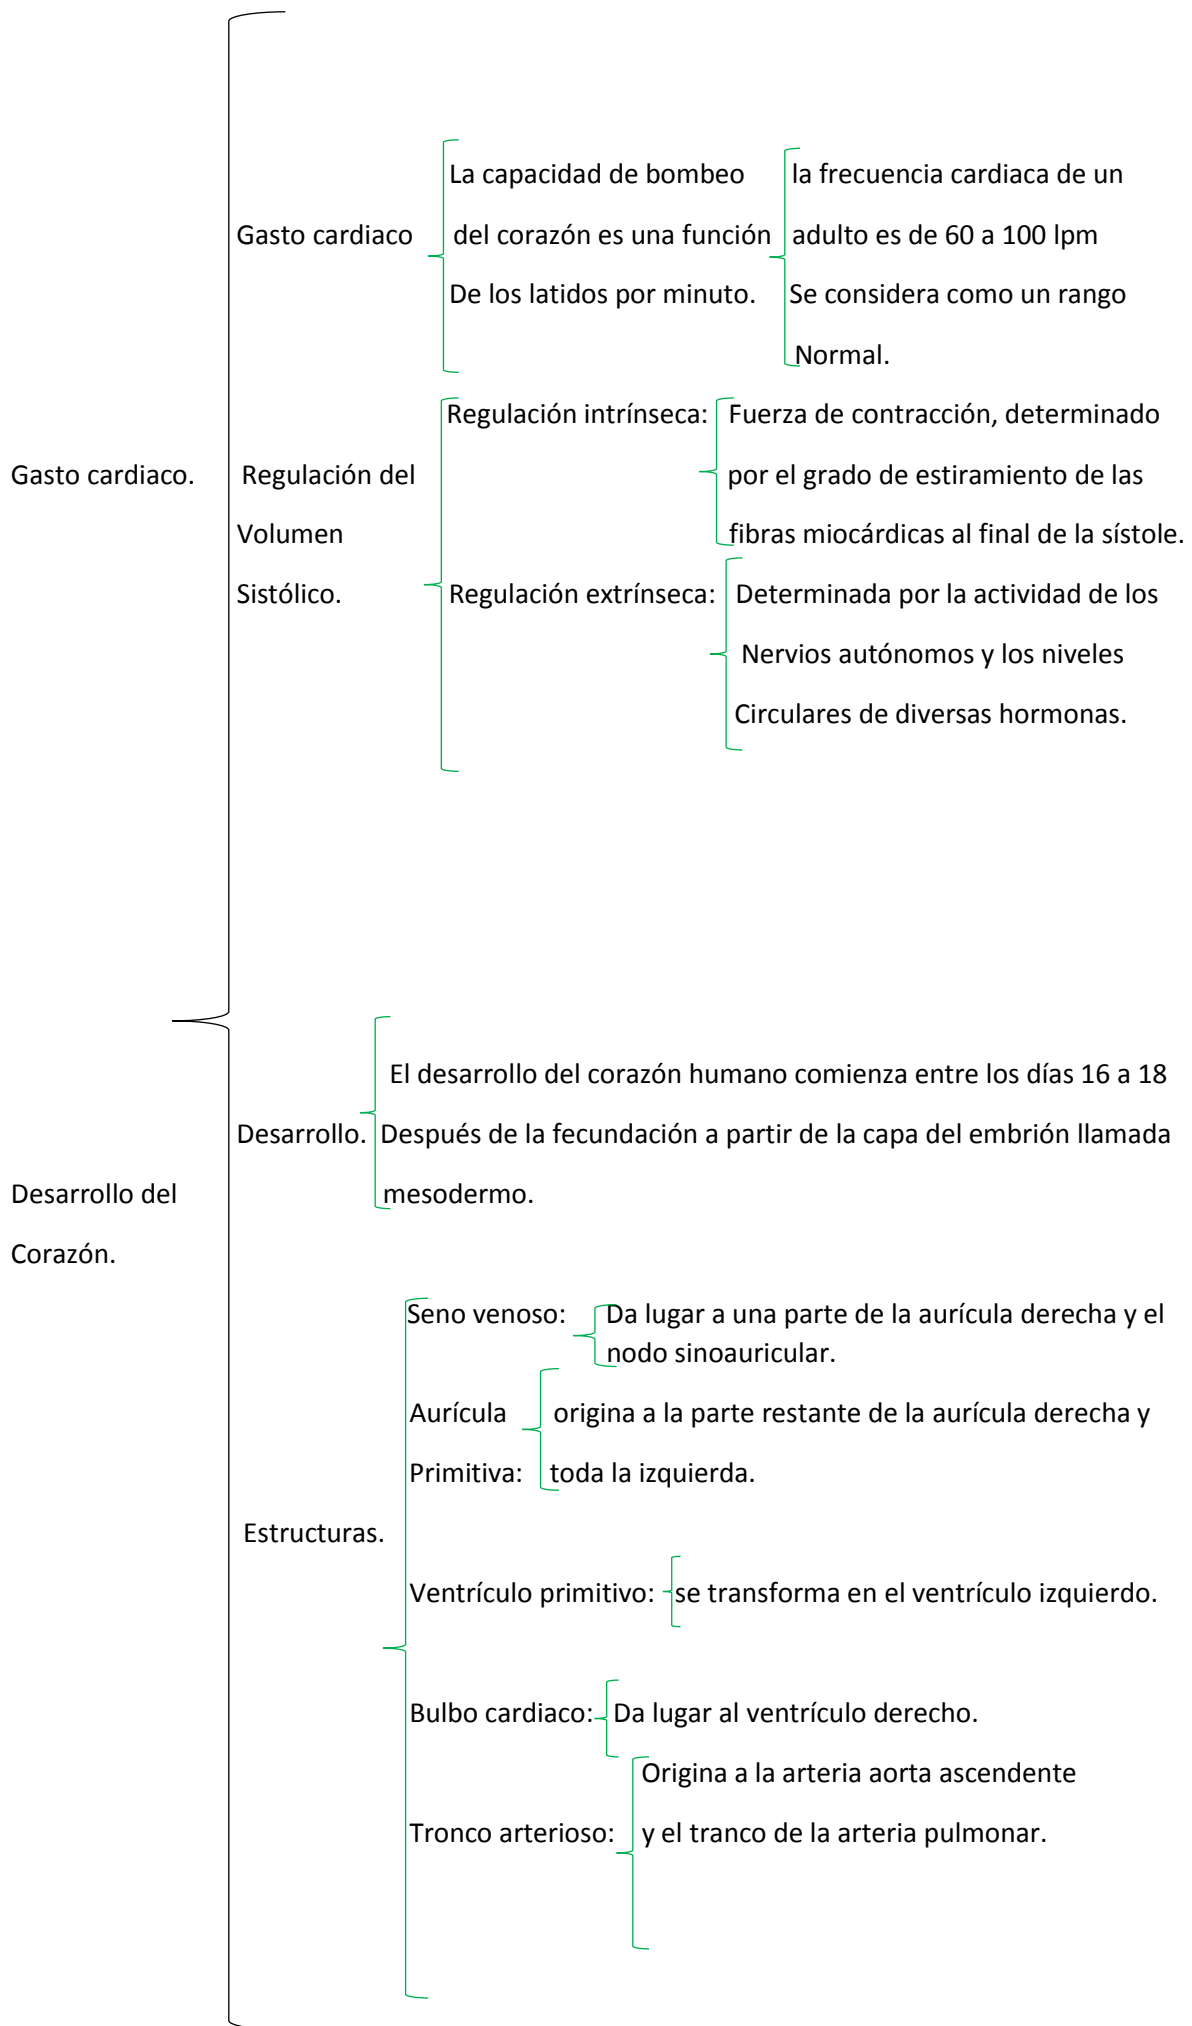 La capacidad de bombeo la frecuencia cardiaca de un
Gasto cardiaco del corazón es una función adulto es de 60 a 100 lpm
De los latidos por minuto. Se considera como un rango
Normal.
Regulación intrínseca: Fuerza de contracción, determinado
Gasto cardiaco. Regulación del por el grado de estiramiento de las
Volumen fibras miocárdicas al final de la sístole.
Sistólico. Regulación extrínseca: Determinada por la actividad de los
Nervios autónomos y los niveles
Circulares de diversas hormonas.
El desarrollo del corazón humano comienza entre los días 16 a 18
Desarrollo. Después de la fecundación a partir de la capa del embrión llamada
Desarrollo del mesodermo.
Corazón.
Seno venoso: Da lugar a una parte de la aurícula derecha y el
nodo sinoauricular.
Aurícula origina a la parte restante de la aurícula derecha y
Primitiva: toda la izquierda.
Estructuras.
Ventrículo primitivo: se transforma en el ventrículo izquierdo.
Bulbo cardiaco: Da lugar al ventrículo derecho.
Origina a la arteria aorta ascendente
Tronco arterioso: y el tranco de la arteria pulmonar.